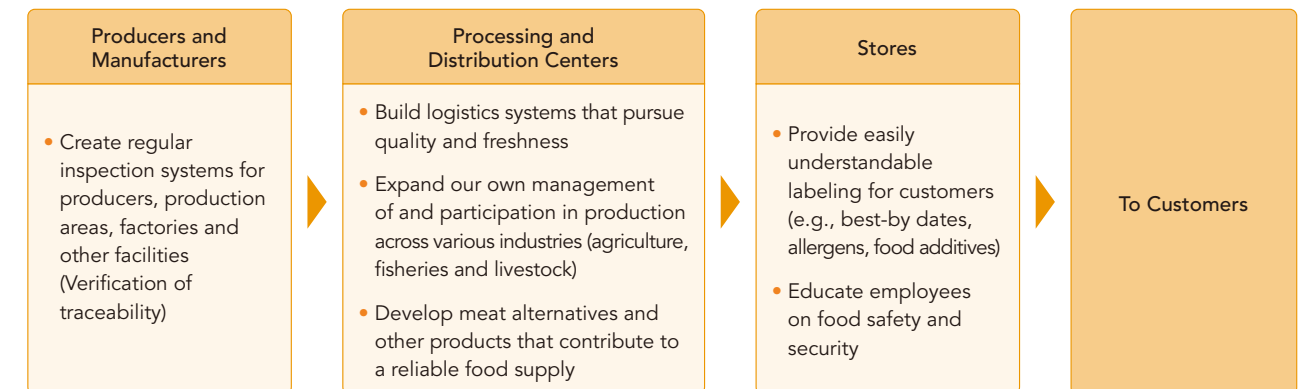 Producers and
Manufacturers
• Create regular
inspection systems for
producers, production
areas, factories and
other facilities
(Verification of
traceability)
Processing and
Distribution Centers
• Build logistics systems that pursue
quality and freshness
• Expand our own management
of and participation in production
across various industries (agriculture,
fisheries and livestock)
• Develop meat alternatives and
other products that contribute to
a reliable food supply
Stores
• Provide easily
understandable
labeling for customers
(e.g., best-by dates,
allergens, food additives)
• Educate employees
on food safety and
security
To Customers